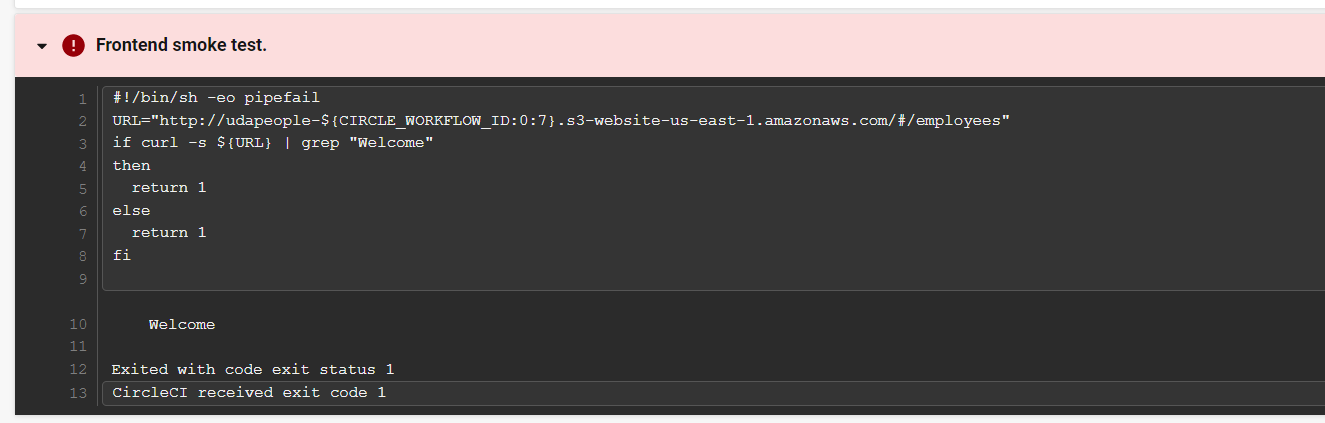 Frontend smoke test.
1 #!/bin/sh -eo pipefail
2 URL="http://udapeople-${CIRCLE_WORKFLOW_ID:0:7}.s3-website-us-east-1.amazonaws.com/#/employees"
3 if curl -s ${URL} | grep "Welcome"
4 then
5 return 1
6 else
7 return 1
8 fi
9
10 Welcome
11
12 Exited with code exit status 1
13 CircleCI received exit code 1